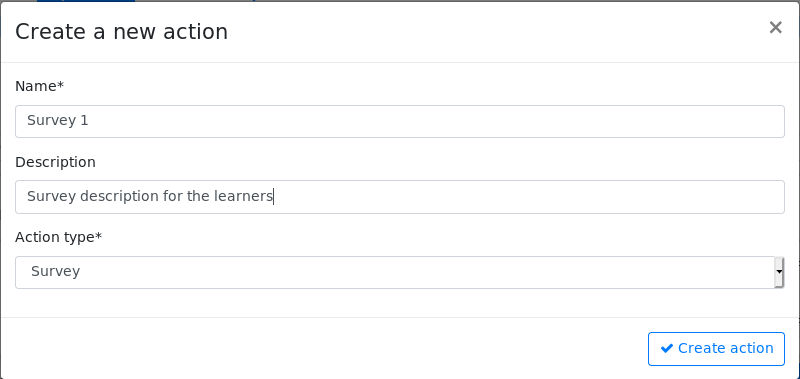 Create a new action
Name*
Survey 1
Description
Survey description for the learners
Action type*
Survey
Create action